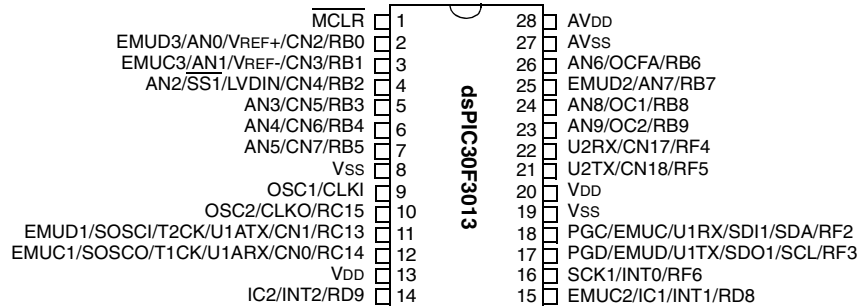 MCLR 1 28 AVDD
EMUD3/AN0/VREF+/CN2/RB0 2 27 AVSS
EMUC3/AN1/VREF-/CN3/RB1 3 26 AN6/OCFA/RB6
AN2/SS1/LVDIN/CN4/RB2 4 25 EMUD2/AN7/RB7
AN3/CN5/RB3 5 24 AN8/OC1/RB8
AN4/CN6/RB4 6 23 AN9/OC2/RB9
AN5/CN7/RB5 7 22 U2RX/CN17/RF4
VSS 8 21 U2TX/CN18/RF5
OSC1/CLKI 9 20 VDD
OSC2/CLKO/RC15 10 19 VSS
EMUD1/SOSCI/T2CK/U1ATX/CN1/RC13 11 18 PGC/EMUC/U1RX/SDI1/SDA/RF2
EMUC1/SOSCO/T1CK/U1ARX/CN0/RC14 12 17 PGD/EMUD/U1TX/SDO1/SCL/RF3
VDD 13 16 SCK1/INT0/RF6
IC2/INT2/RD9 14 15 EMUC2/IC1/INT1/RD8
dsPIC30F3013